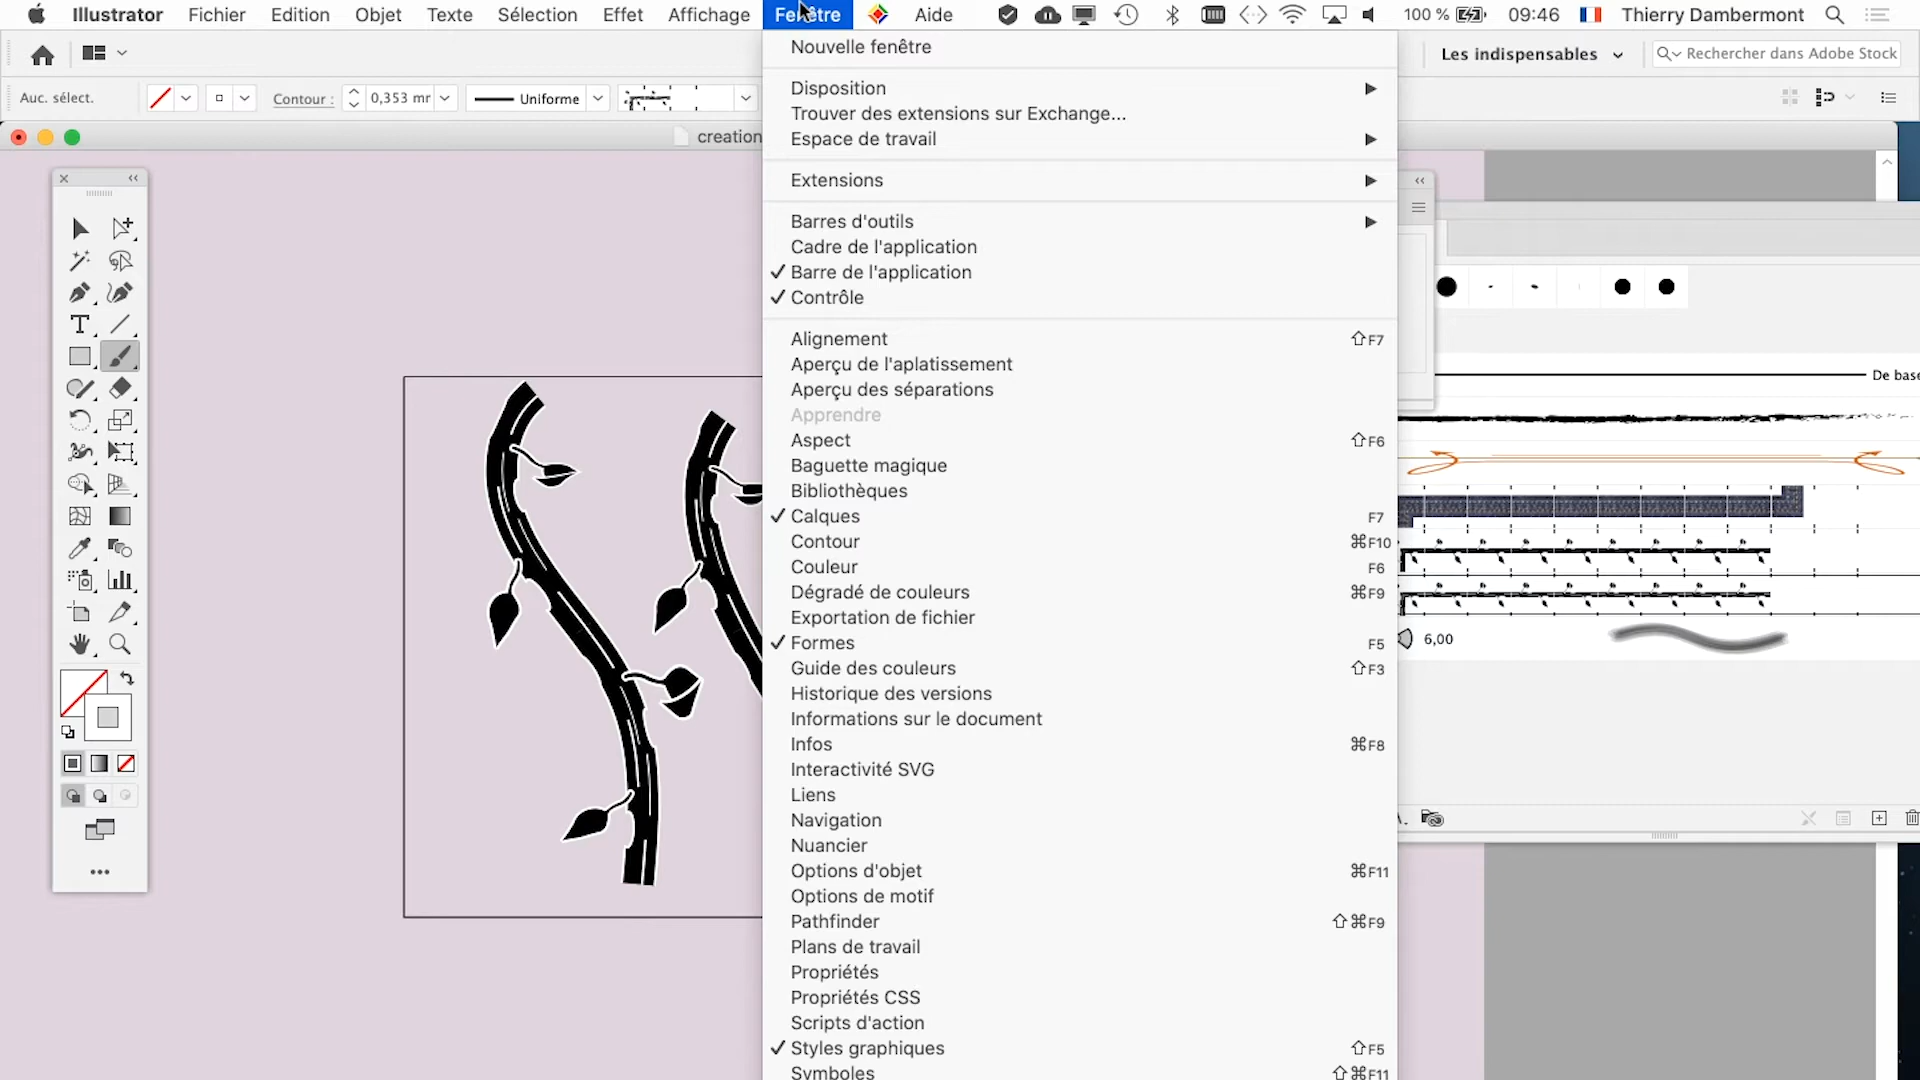 Illustrator Fichier Edition Objet Texte Sélection Effet Affichage Fenêtre Aide 100 % 09:46 Thierry Dambermont
Les indispensables Rechercher dans Adobe Stock
Auc. sélect. Contour : 0,353 mr Uniforme
creation
Nouvelle fenêtre
Disposition
Trouver des extensions sur Exchange...
Espace de travail
Extensions
Barres d'outils
Cadre de l'application
Barre de l'application
Contrôle
Alignement ⇧F7
Aperçu de l'aplatissement
Aperçu des séparations
Apprendre
Aspect ⇧F6
Baguette magique
Bibliothèques
Calques F7
Contour ⌘F10
Couleur F6
Dégradé de couleurs ⌘F9
Exportation de fichier
Formes F5
Guide des couleurs ⇧F3
Historique des versions
Informations sur le document
Infos ⌘F8
Interactivité SVG
Liens
Navigation
Nuancier
Options d'objet ⌘F11
Options de motif
Pathfinder ⇧⌘F9
Plans de travail
Propriétés
Propriétés CSS
Scripts d'action
Styles graphiques ⇧F5
Symboles ⇧⌘F11
De base
6,00